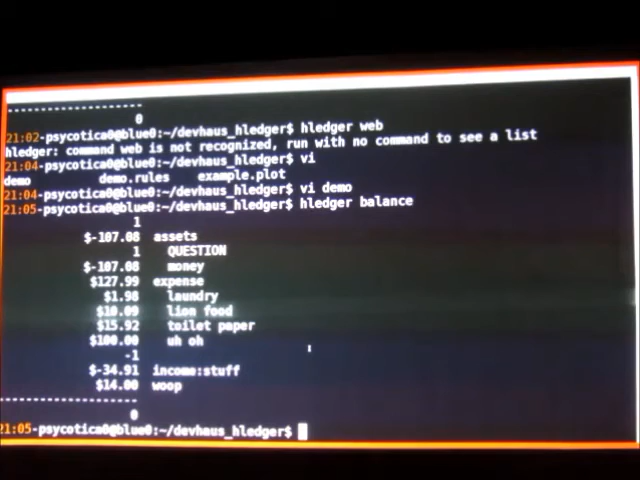 --------------------
0
21:02-psycotica0@blue0:~/devhaus_hledger$ hledger web
hledger: command web is not recognized, run with no command to see a list
21:04-psycotica0@blue0:~/devhaus_hledger$ vi
demo demo.rules example.plot
21:04-psycotica0@blue0:~/devhaus_hledger$ vi demo
21:05-psycotica0@blue0:~/devhaus_hledger$ hledger balance
1
$-107.08 assets
1 QUESTION
$-107.08 money
$127.99 expense
$1.98 laundry
$10.09 lion food
$15.92 toilet paper
$100.00 uh oh
-1
$-34.91 income:stuff
$14.00 woop
--------------------
0
21:05-psycotica0@blue0:~/devhaus_hledger$